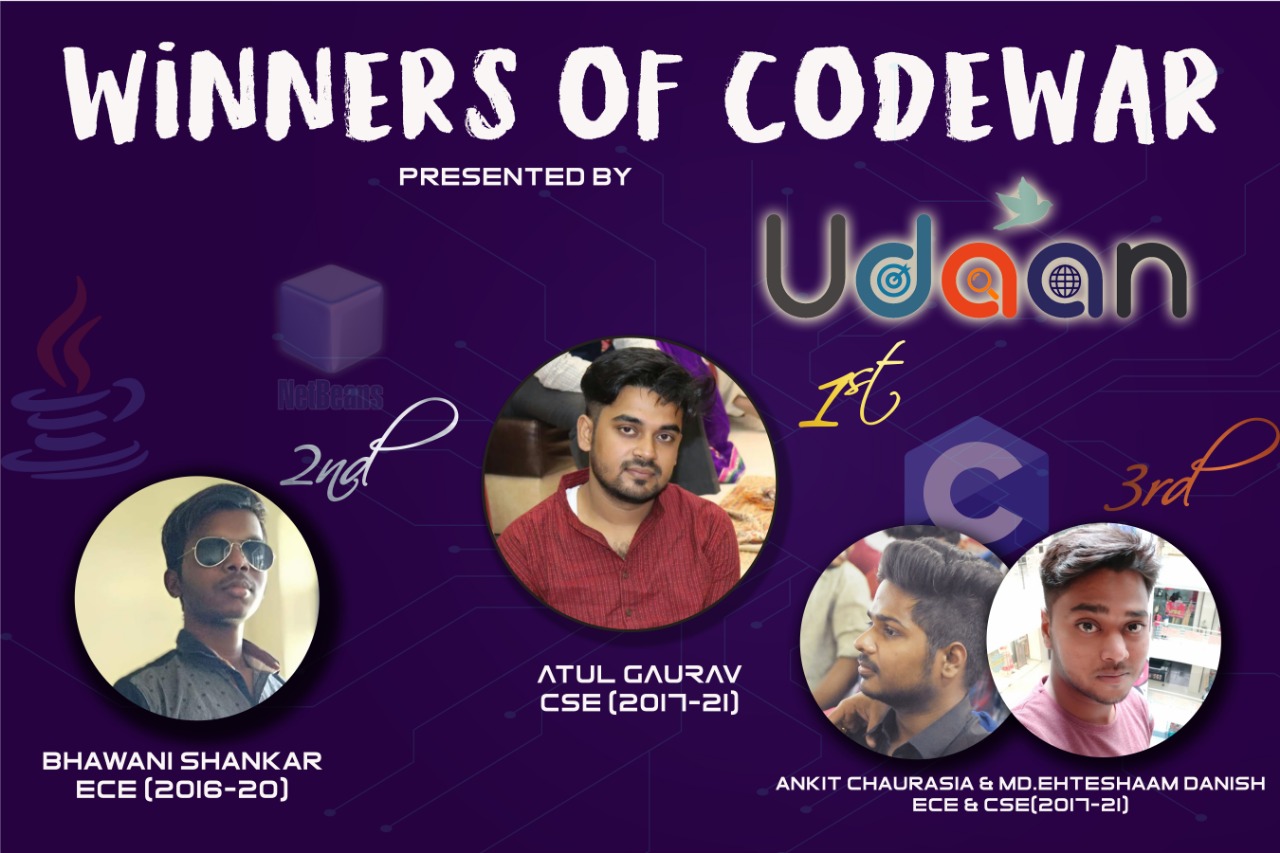 WiNNERS OF CODEWAR
PRESENTED BY
Udaan
1st
NetBeans
2nd
C
3rd
ATUL GAURAV
CSE (2017-21)
BHAWANI SHANKAR
ECE (2016-20)
ANKIT CHAURASIA & MD.EHTESHAAM DANISH
ECE & CSE(2017-21)